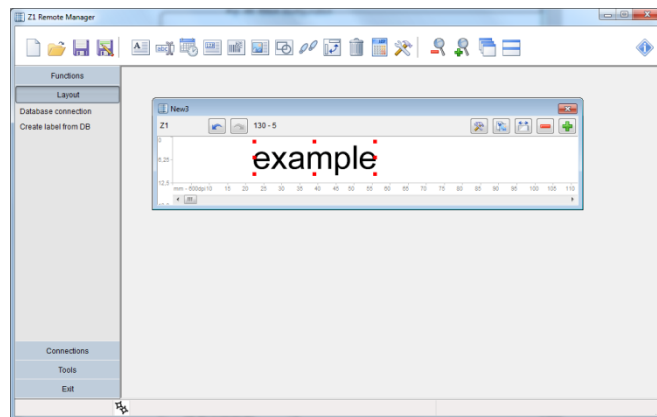 Z1 Remote Manager
Functions
Layout
Database connection
Create label from DB
New3
Z1
130 - 5
0
6.25
12.5
example
mm - 600dpi 10 15 20 25 30 35 40 45 50 55 60 65 70 75 80 85 90 95 100 105 110
Connections
Tools
Exit